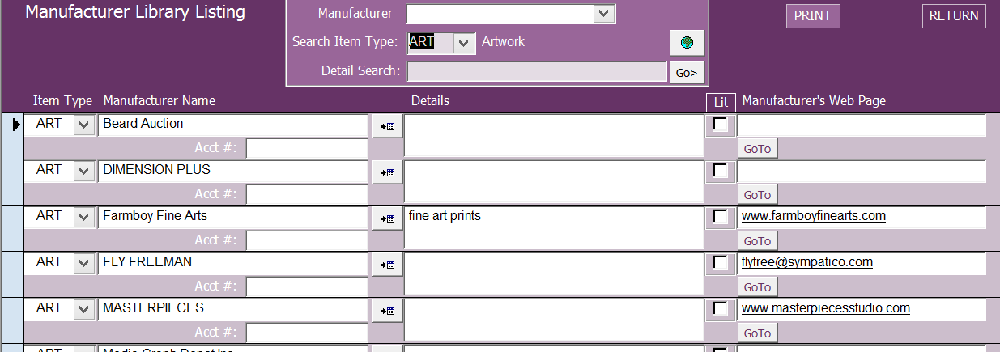 Manufacturer Library Listing
Manufacturer
PRINT
RETURN
Search Item Type: ART Artwork
Detail Search: Go>
Item Type Manufacturer Name Details Lit Manufacturer's Web Page
ART Beard Auction
Acct #: GoTo
ART DIMENSION PLUS
Acct #: GoTo
ART Farmboy Fine Arts fine art prints www.farmboyfinearts.com
Acct #: GoTo
ART FLY FREEMAN flyfree@sympatico.com
Acct #: GoTo
ART MASTERPIECES www.masterpiecesstudio.com
Acct #: GoTo
ART